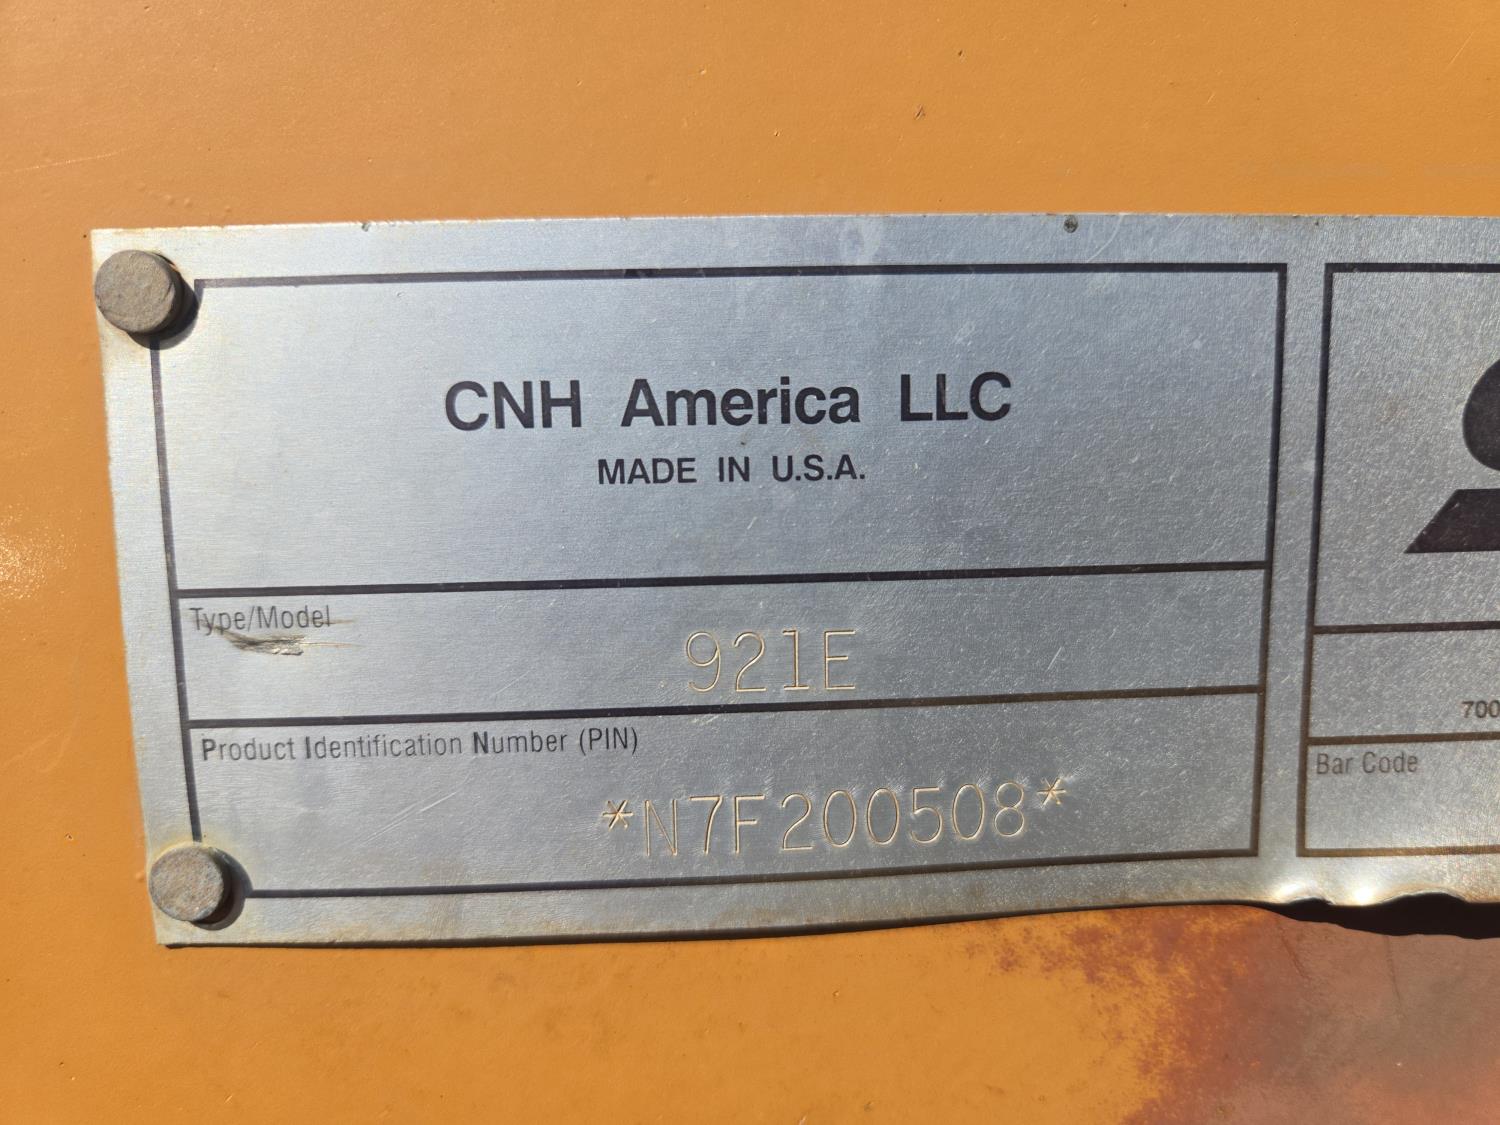 CNH America LLC
MADE IN U.S.A.
Type/Model
921E
Product Identification Number (PIN)
*N7F200508*
700
Bar Code